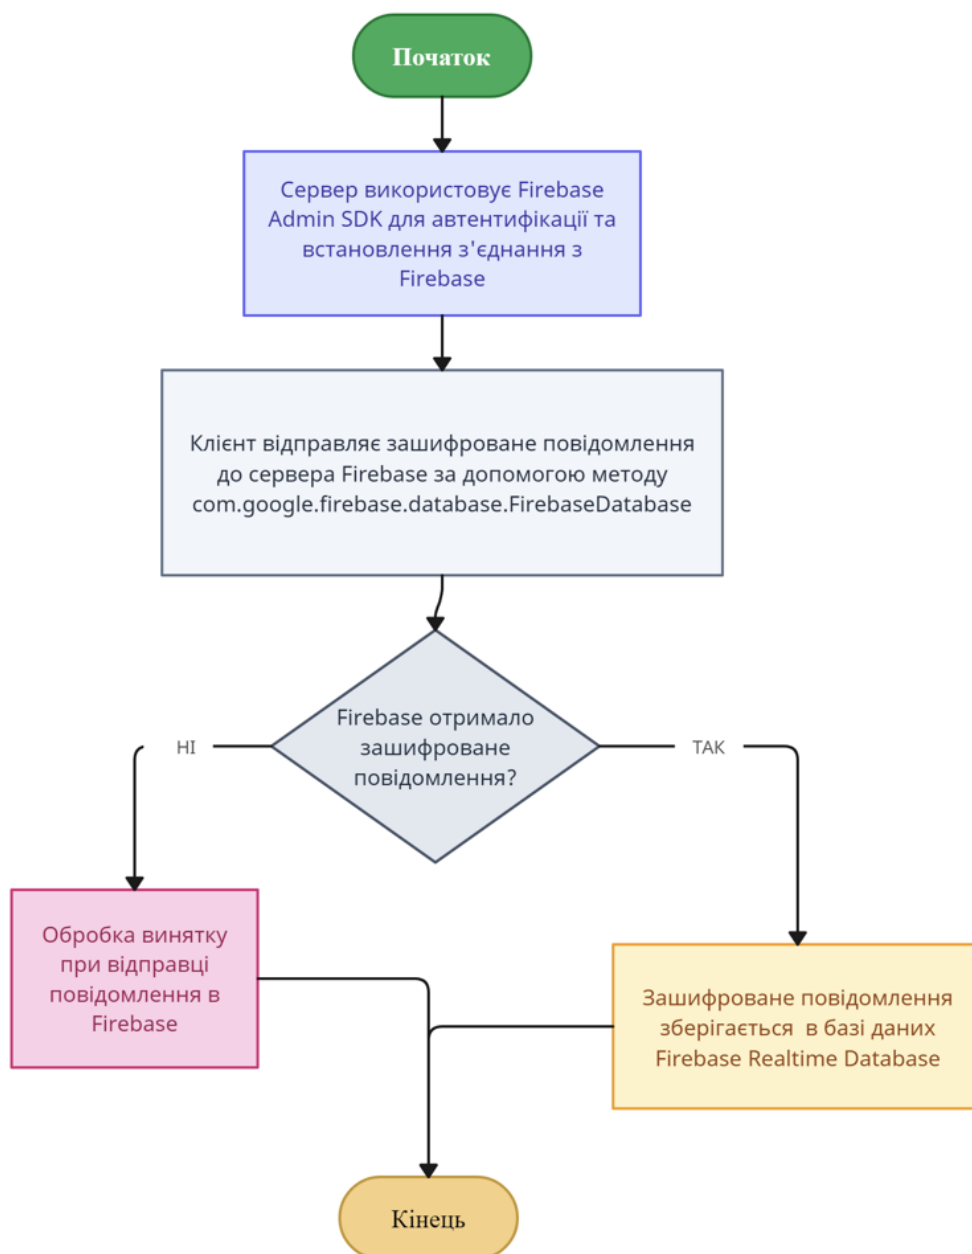 Початок
Сервер використовує Firebase
Admin SDK для автентифікації та
встановлення з'єднання з
Firebase
Клієнт відправляє зашифроване повідомлення
до сервера Firebase за допомогою методу
com.google.firebase.database.FirebaseDatabase
Firebase отримало
зашифроване
повідомлення?
НІ
ТАК
Обробка винятку
при відправці
повідомлення в
Firebase
Зашифроване повідомлення
зберігається  в базі даних
Firebase Realtime Database
Кінець